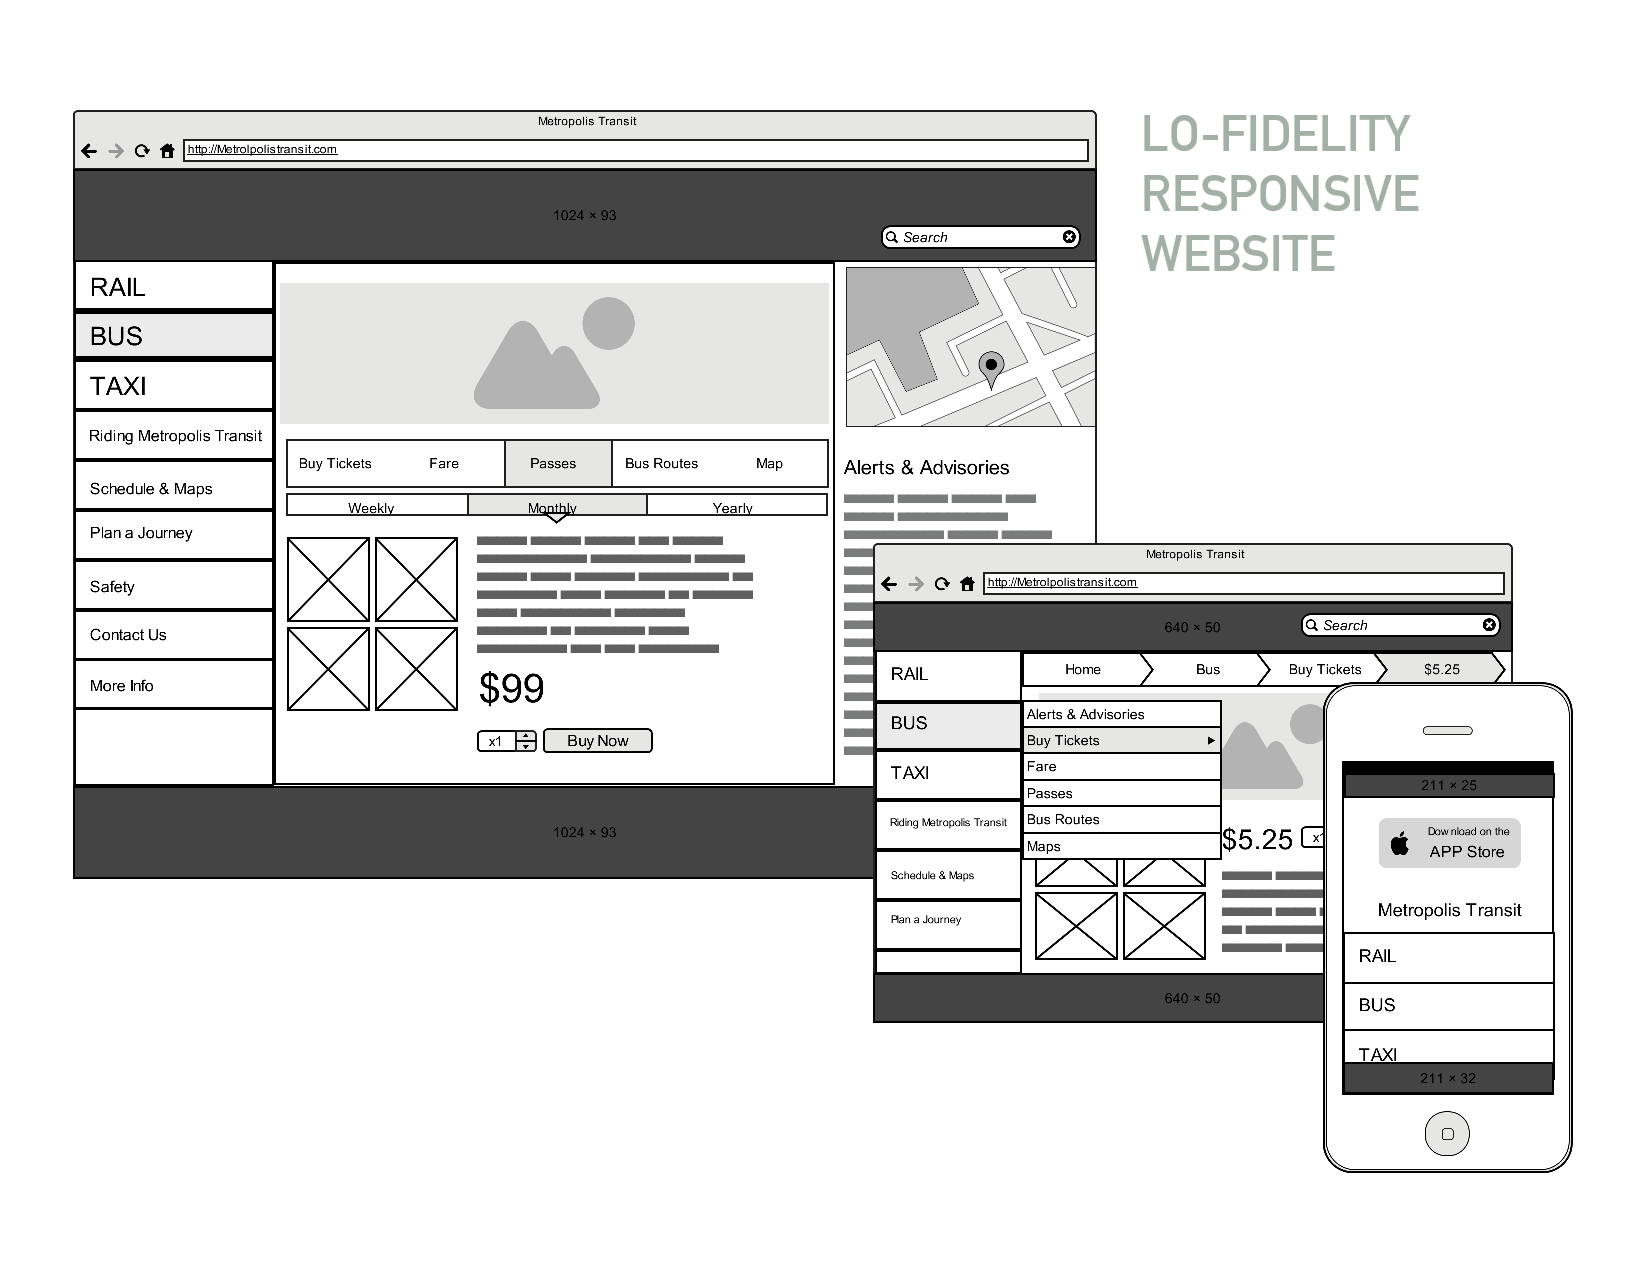 LO-FIDELITY
RESPONSIVE
WEBSITE
Metropolis Transit
http://Metrolpolistransit.com
1024 × 93
Search
RAIL
BUS
TAXI
Riding Metropolis Transit
Schedule & Maps
Plan a Journey
Safety
Contact Us
More Info
Buy Tickets
Fare
Passes
Bus Routes
Map
Weekly
Monthly
Yearly
$99
x1
Buy Now
Alerts & Advisories
1024 × 93
Metropolis Transit
http://Metrolpolistransit.com
640 × 50
Search
RAIL
BUS
TAXI
Riding Metropolis Transit
Schedule & Maps
Plan a Journey
Home
Bus
Buy Tickets
$5.25
Alerts & Advisories
Buy Tickets
Fare
Passes
Bus Routes
Maps
$5.25
x1
640 × 50
211 × 25
Download on the
APP Store
Metropolis Transit
RAIL
BUS
TAXI
211 × 32